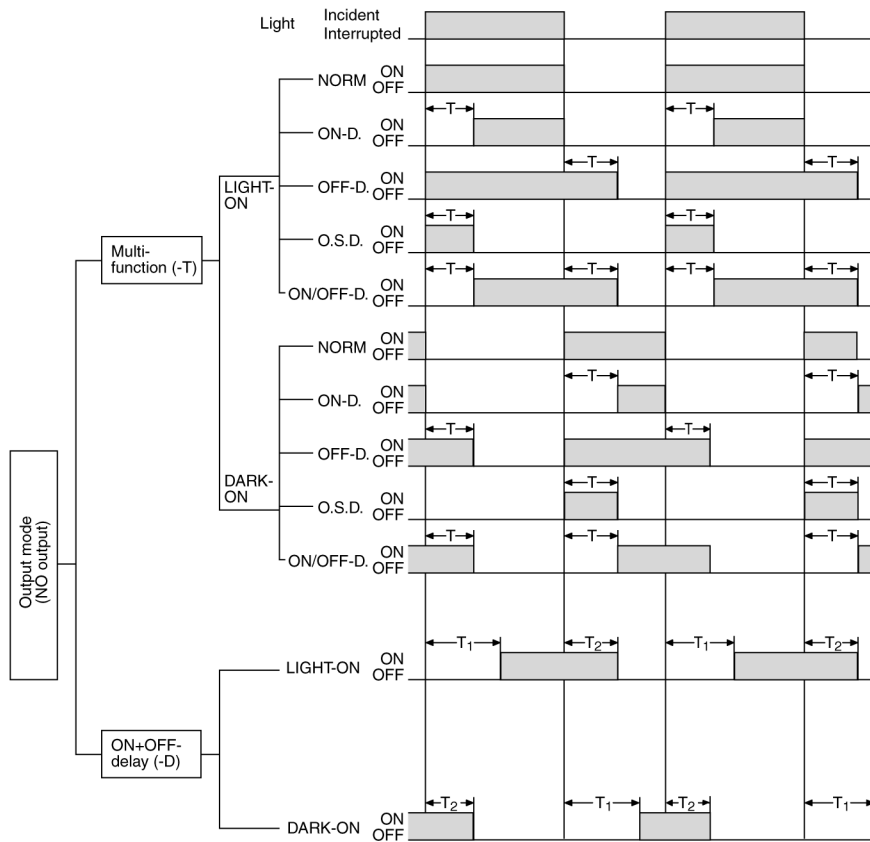 Light Incident
Interrupted
NORM ON
OFF
T T
ON-D. ON
OFF
T T
OFF-D. ON
OFF
LIGHT-
ON
T T
O.S.D. ON
OFF
Multi-
function (-T)
T T T T
ON/OFF-D. ON
OFF
NORM ON
OFF
T T
ON-D. ON
OFF
T T
OFF-D. ON
OFF
DARK-
ON
T T
O.S.D. ON
OFF
T T T
ON/OFF-D. ON
OFF
Output mode
(NO output)
T1 T2 T1 T2
LIGHT-ON ON
OFF
ON+OFF-
delay (-D)
T2 T1 T2 T1
DARK-ON ON
OFF